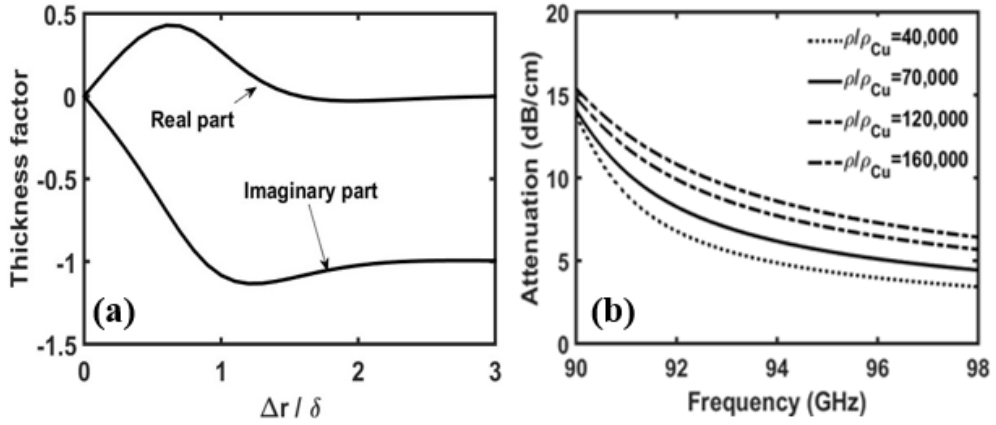 0.5
0
-0.5
-1
-1.5
Thickness factor
Real part
Imaginary part
(a)
0 1 2 3
Δr / δ
20
15
10
5
0
Attenuation (dB/cm)
ρ/ρCu=40,000
ρ/ρCu=70,000
ρ/ρCu=120,000
ρ/ρCu=160,000
(b)
90 92 94 96 98
Frequency (GHz)